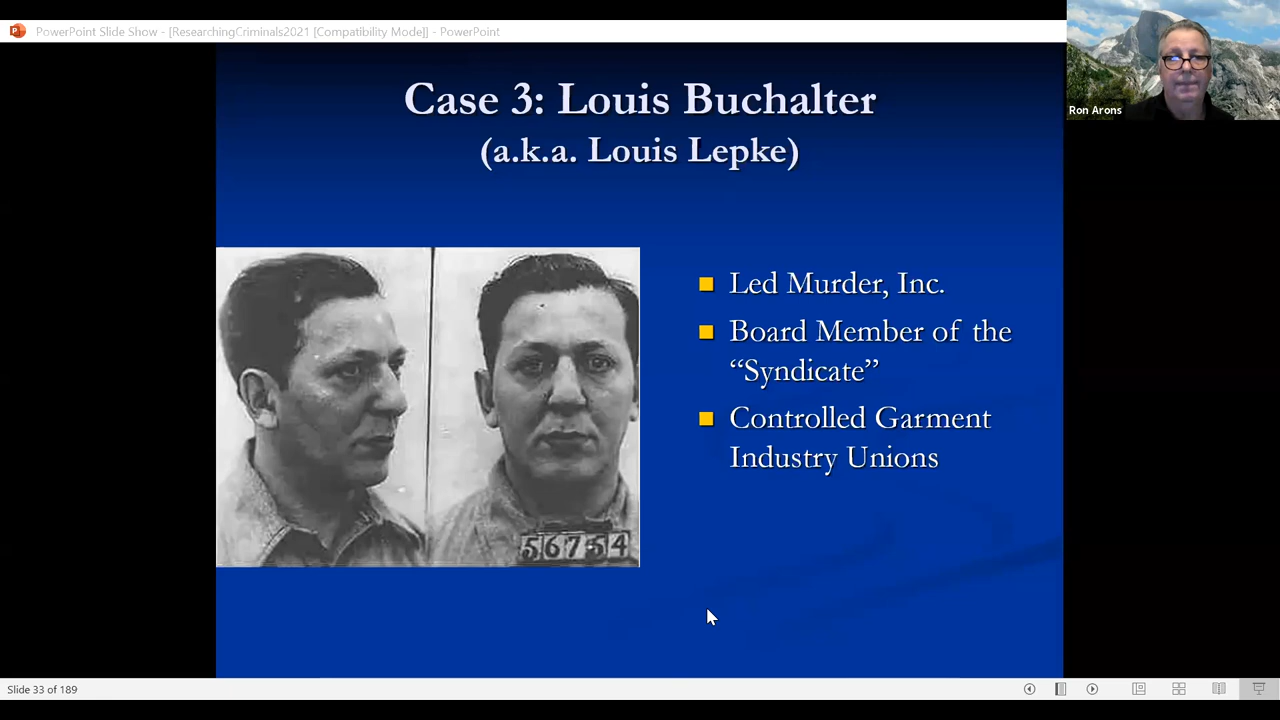 PowerPoint Slide Show - [ResearchingCriminals2021 [Compatibility Mode]] - PowerPoint
Ron Arons
Case 3: Louis Buchalter
(a.k.a. Louis Lepke)
Led Murder, Inc.
Board Member of the
“Syndicate”
Controlled Garment
Industry Unions
56754
Slide 33 of 189